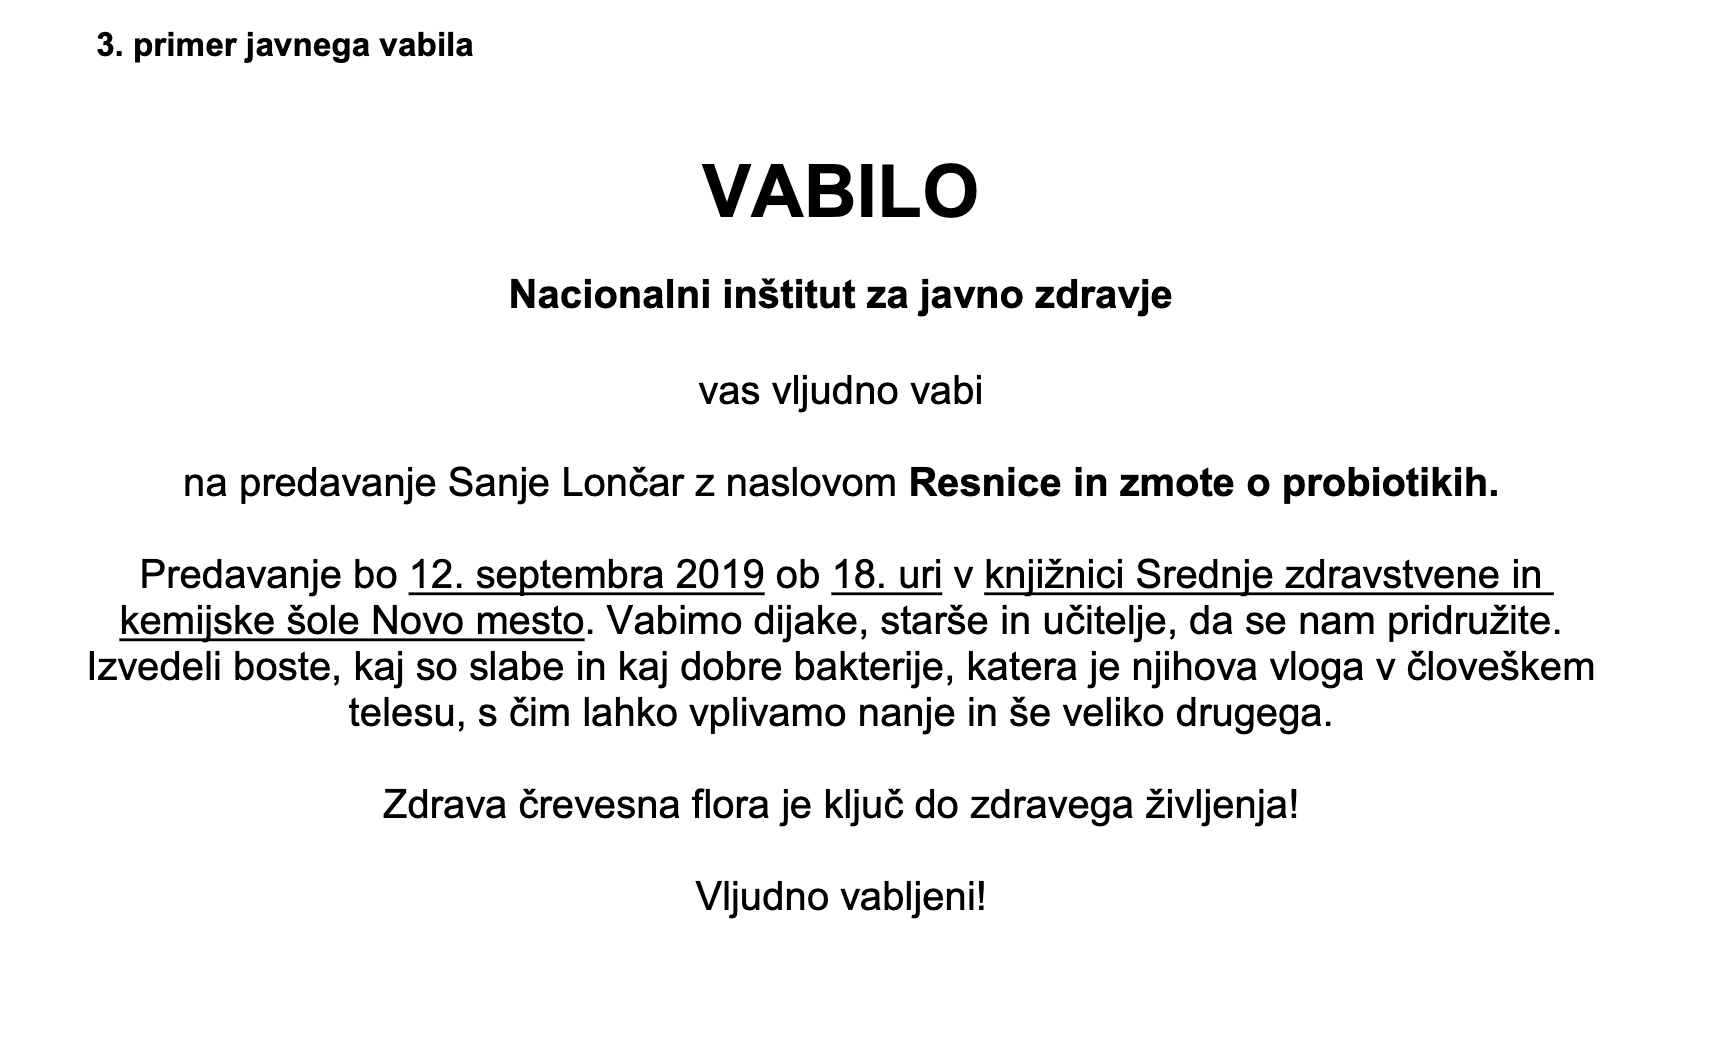 3. primer javnega vabila
VABILO
Nacionalni inštitut za javno zdravje
vas vljudno vabi
na predavanje Sanje Lončar z naslovom Resnice in zmote o probiotikih.
Predavanje bo 12. septembra 2019 ob 18. uri v knjižnici Srednje zdravstvene in
kemijske šole Novo mesto. Vabimo dijake, starše in učitelje, da se nam pridružite.
Izvedeli boste, kaj so slabe in kaj dobre bakterije, katera je njihova vloga v človeškem
telesu, s čim lahko vplivamo nanje in še veliko drugega.
Zdrava črevesna flora je ključ do zdravega življenja!
Vljudno vabljeni!